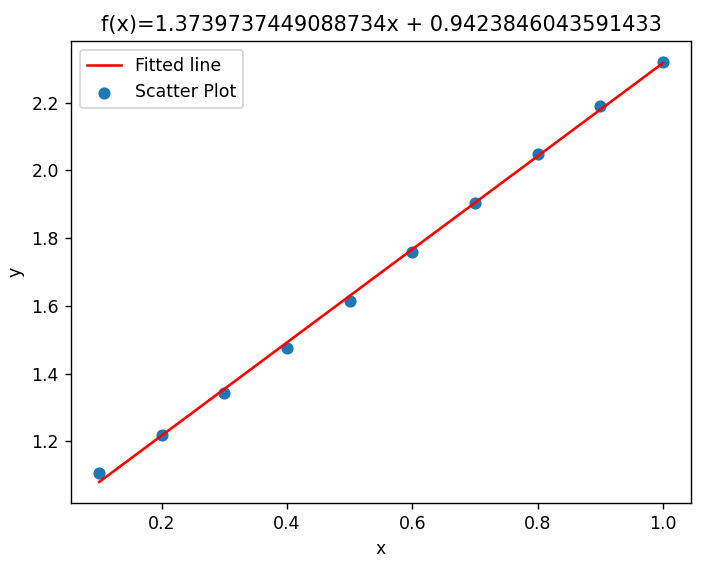 f(x)=1.3739737449088734x + 0.9423846043591433
Fitted line
Scatter Plot
2.2
2.0
1.8
1.6
1.4
1.2
y
0.2 0.4 0.6 0.8 1.0
x